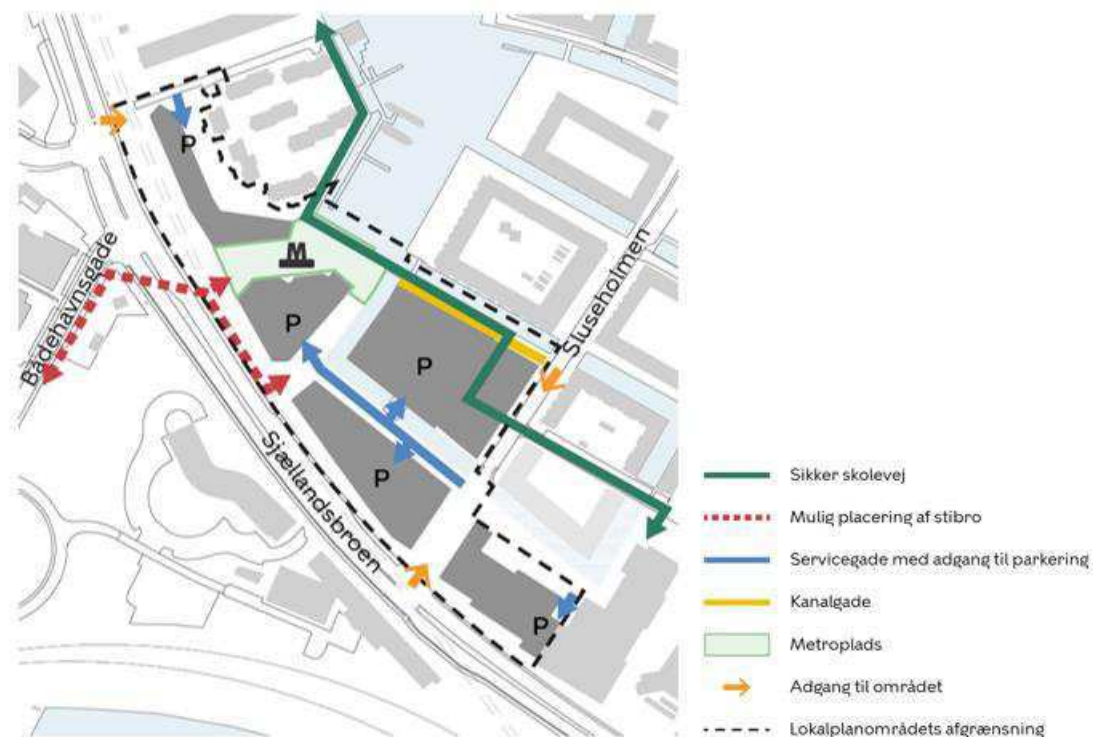 P
M
P
P
P
P
Bådehavnsgade
Sluseholmen
Sjællandsbroen
Sikker skolevej
Mulig placering af stibro
Servicegade med adgang til parkering
Kanalgade
Metroplads
Adgang til området
Lokalplanområdets afgrænsning